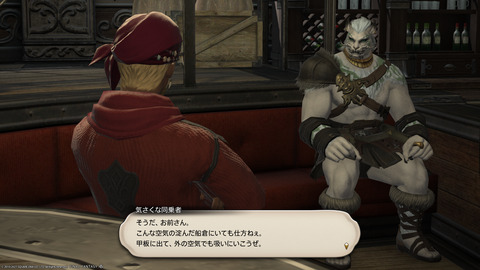 気さくな同乗者
そうだ、お前さん。
こんな空気の淀んだ船倉にいても仕方ねぇ。
甲板に出て、外の空気でも吸いにいこうぜ。